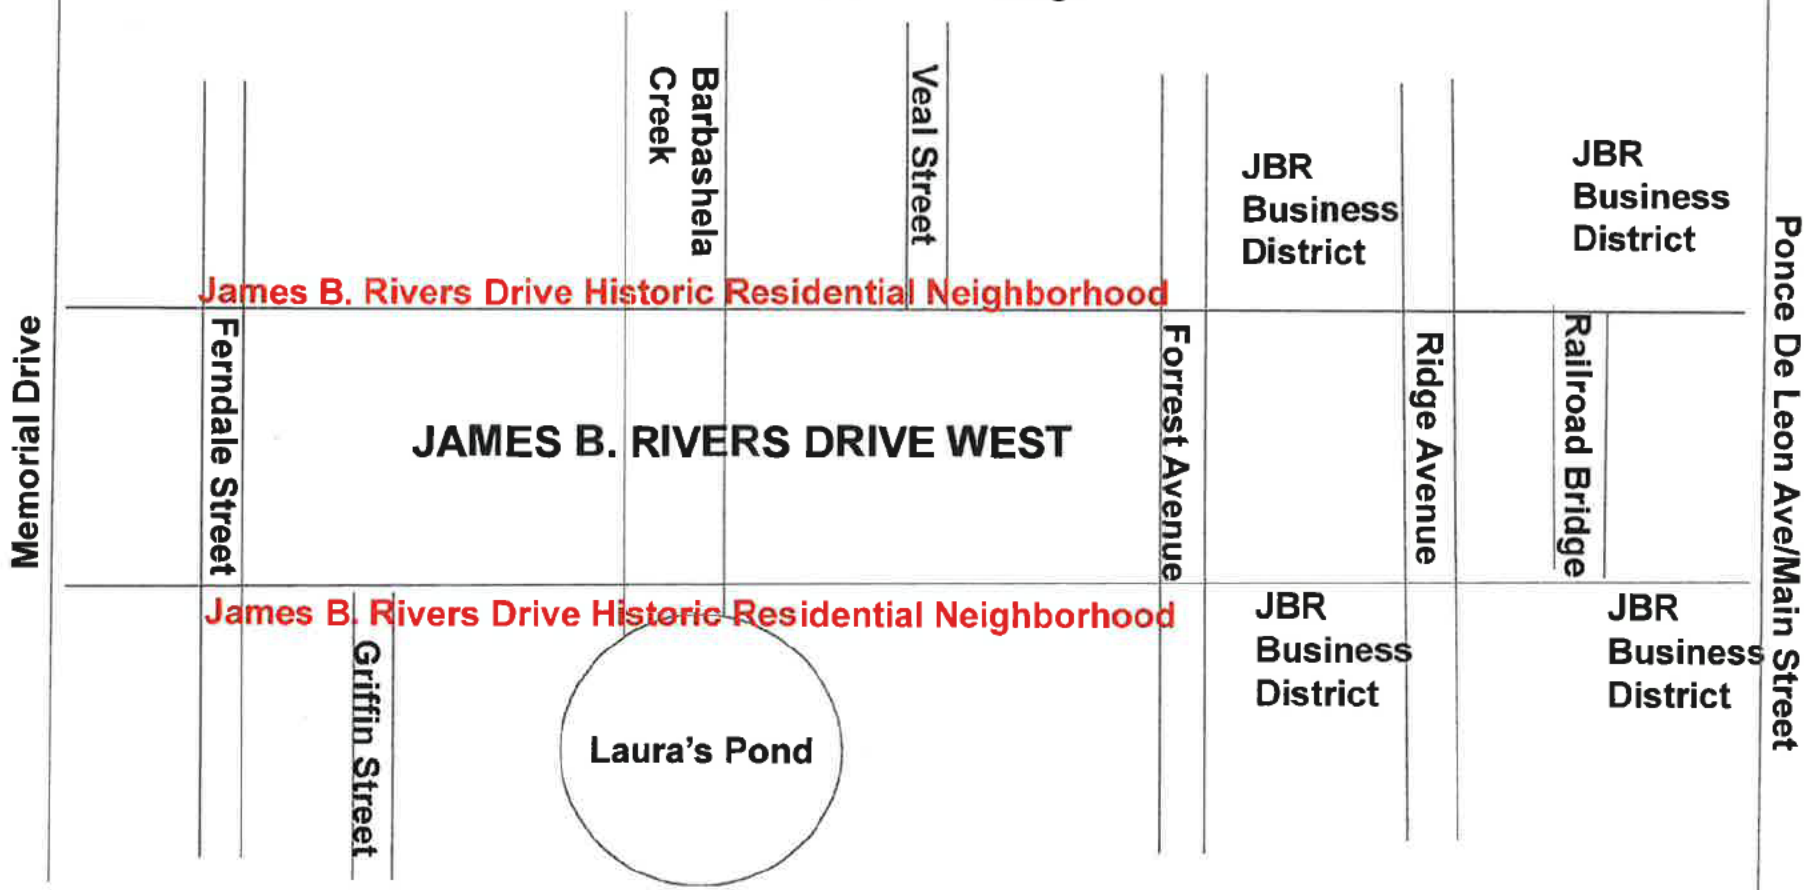 Barbashela
Creek
Veal Street
JBR
Business
District
JBR
Business
District
James B. Rivers Drive Historic Residential Neighborhood
Memorial Drive
Ferndale Street
JAMES B. RIVERS DRIVE WEST
Forrest Avenue
Ridge Avenue
Railroad Bridge
Ponce De Leon Ave/Main Street
James B. Rivers Drive Historic Residential Neighborhood
Griffin Street
Laura's Pond
JBR
Business
District
JBR
Business
District